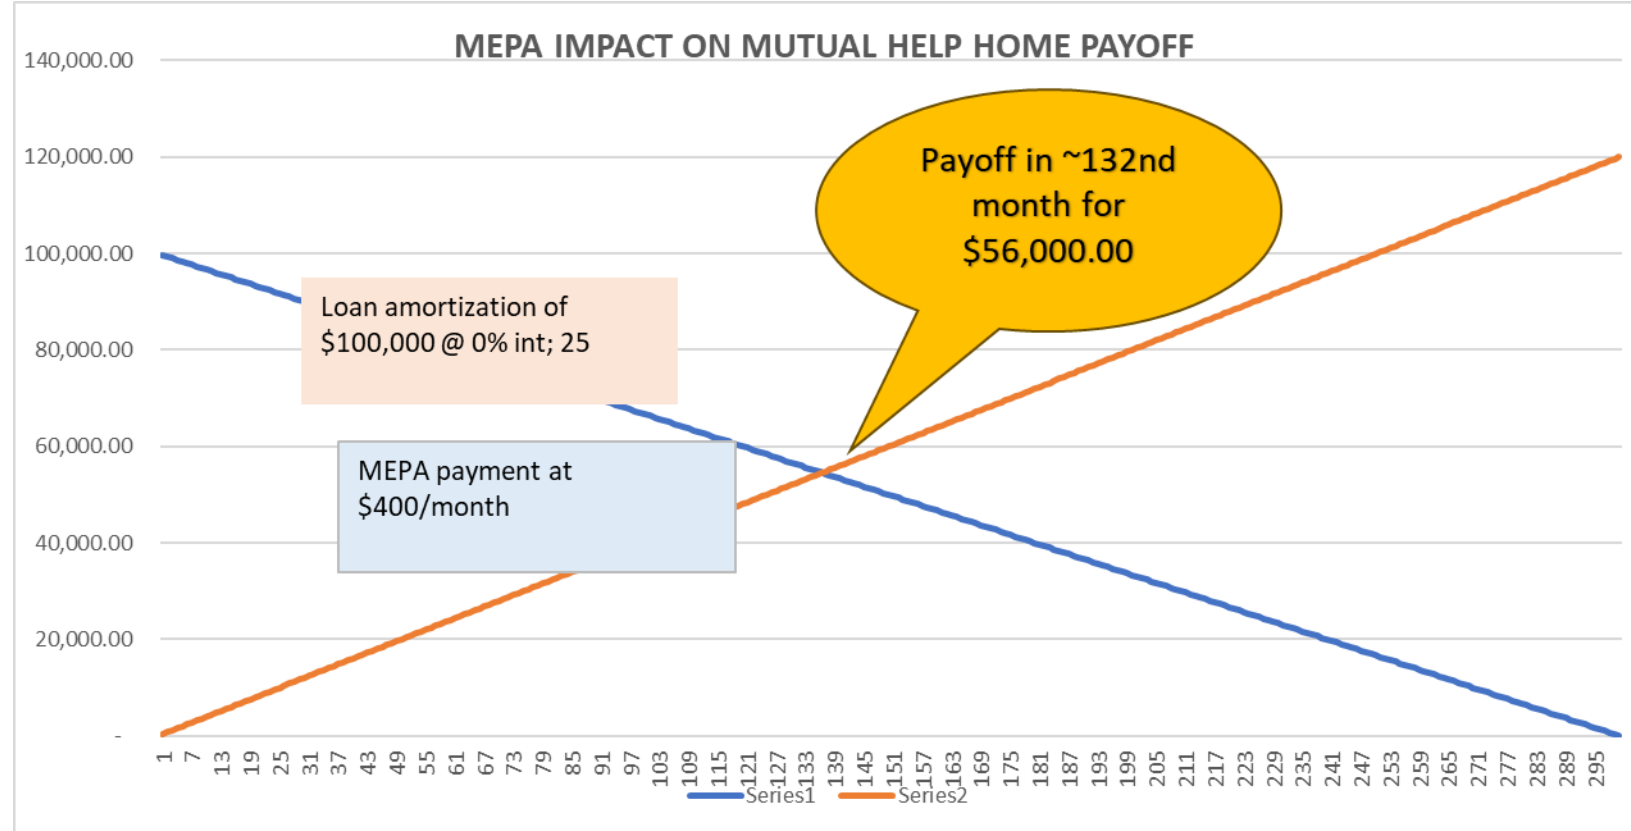 MEPA IMPACT ON MUTUAL HELP HOME PAYOFF
140,000.00
120,000.00
100,000.00
80,000.00
60,000.00
40,000.00
20,000.00
-
Payoff in ~132nd
month for
$56,000.00
Loan amortization of
$100,000 @ 0% int; 25
MEPA payment at
$400/month
1 7 13 19 25 31 37 43 49 55 61 67 73 79 85 91 97 103 109 115 121 127 133 139 145 151 157 163 169 175 181 187 193 199 205 211 217 223 229 235 241 247 253 259 265 271 277 283 289 295
Series1 Series2